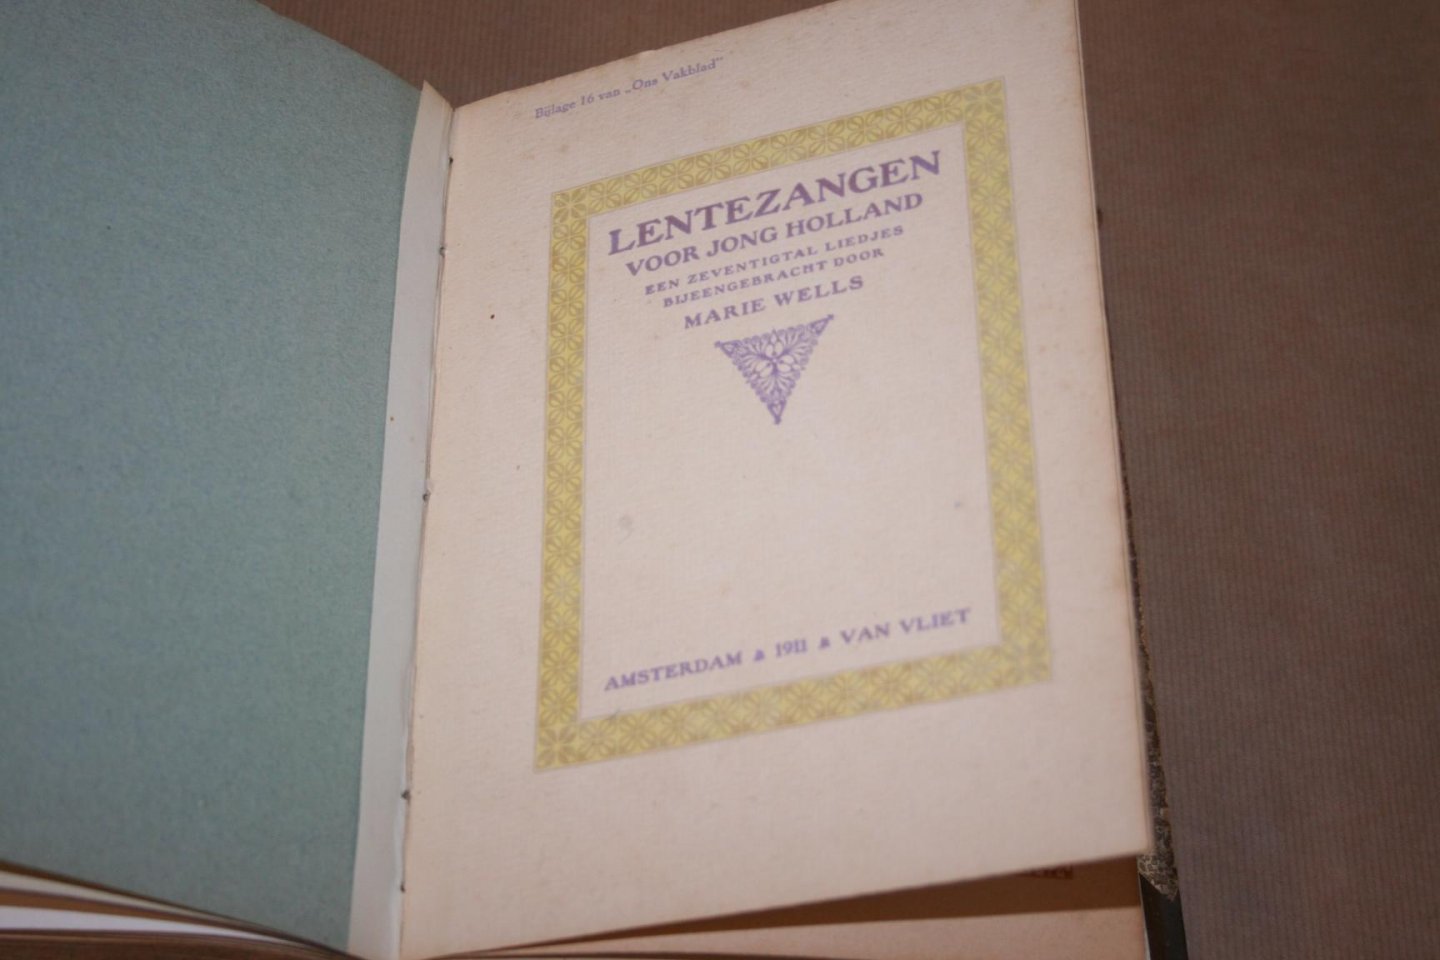 Bijlage 16 van „Ons Vakblad"
LENTEZANGEN
VOOR JONG HOLLAND
EEN ZEVENTIGTAL LIEDJES
BIJEENGEBRACHT DOOR
MARIE WELLS
AMSTERDAM & 1911 & VAN VLIET